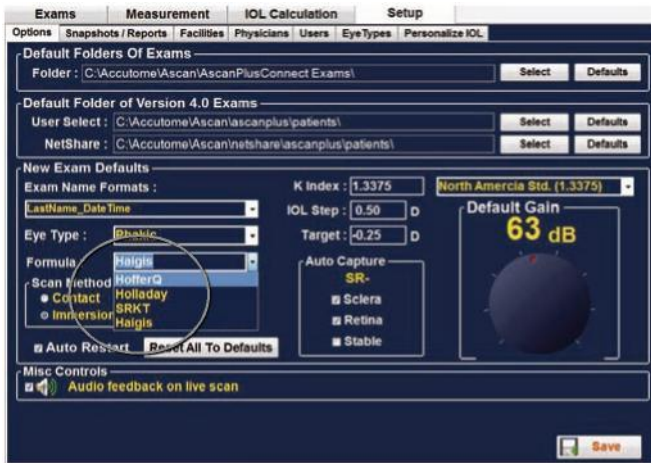 Exams Measurement IOL Calculation Setup
Options Snapshots / Reports Facilities Physicians Users EyeTypes Personalize IOL
Default Folders Of Exams
Folder : C:\Accutome\Ascan\AscanPlusConnect Exams\ Select Defaults
Default Folder of Version 4.0 Exams
User Select : C:\Accutome\Ascan\ascanplus\patients\ Select Defaults
NetShare : C:\Accutome\Ascan\netshare\ascanplus\patients\ Select Defaults
New Exam Defaults
Exam Name Formats :
LastName_DateTime
Eye Type : Phakic
Formula Haigis
HofferQ
Holladay
SRKT
Haigis
Scan Method
Contact
Immersion
Auto Restart Reset All To Defaults
K Index : 1.3375 North Amercia Std. (1.3375)
IOL Step : 0.50 D
Target : -0.25 D
Auto Capture
SR-
Sclera
Retina
Stable
Default Gain
63 dB
Misc Controls
Audio feedback on live scan
Save